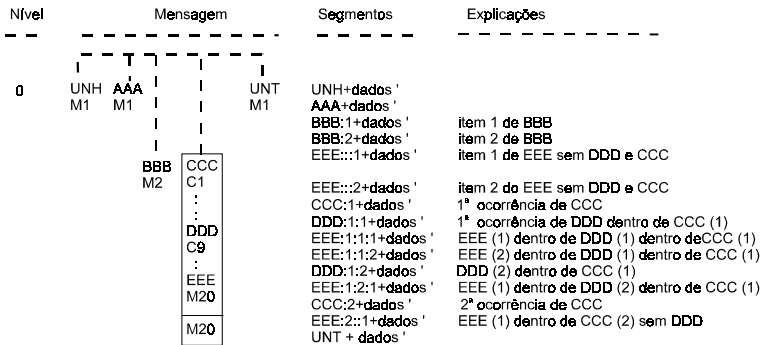 Nível Mensagem Segmentos Explicações
0 UNH AAA UNT UNH+dados '
M1 M1 M1 AAA+dados '
BBB:1+dados ' item 1 de BBB
BBB:2+dados ' item 2 de BBB
EEE:::1+dados ' item 1 de EEE sem DDD e CCC
BBB CCC
M2 C1 EEE:::2+dados ' item 2 do EEE sem DDD e CCC
: CCC:1+dados ' 1ª ocorrência de CCC
: DDD DDD:1:1+dados ' 1ª ocorrência de DDD dentro de CCC (1)
C9 EEE:1:1:1+dados ' EEE (1) dentro de DDD (1) dentro deCCC (1)
: EEE:1:1:2+dados ' EEE (2) dentro de DDD (1) dentro de CCC (1)
: DDD:1:2+dados ' DDD (2) dentro de CCC (1)
EEE EEE:1:2:1+dados ' EEE (1) dentro de DDD (2) dentro de CCC (1)
M20 CCC:2+dados ' 2ª ocorrência de CCC
M20 EEE:2::1+dados ' EEE (1) dentro de CCC (2) sem DDD
UNT + dados '